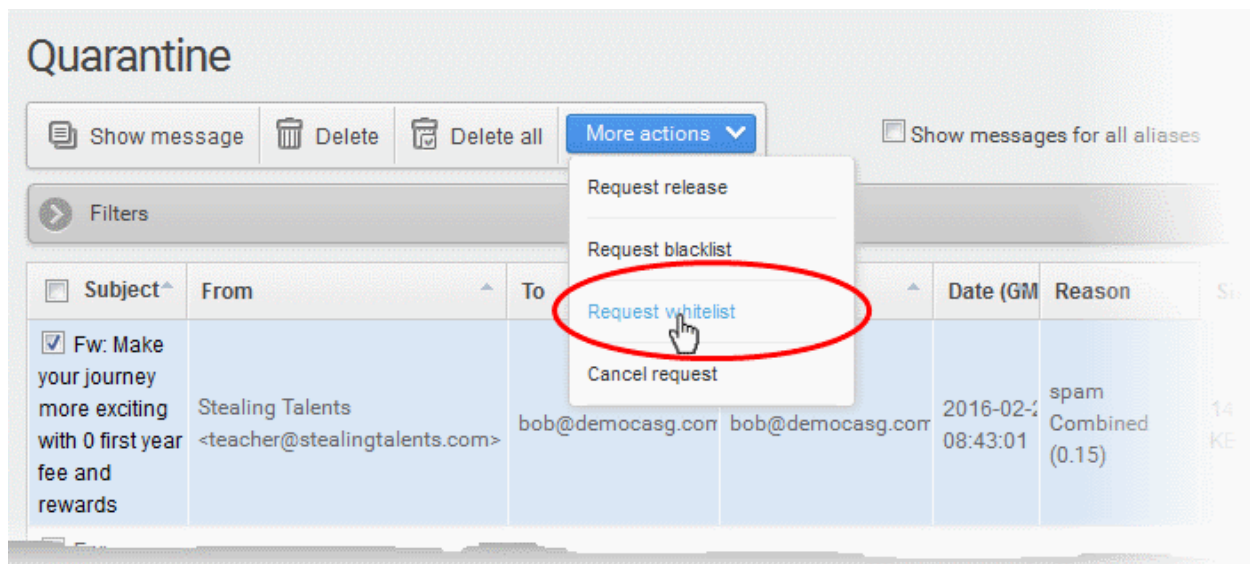 Quarantine
Show message Delete Delete all More actions Show messages for all aliases
Request release
Filters
Request blacklist
Subject From To Date (GM Reason
Request whitelist
Cancel request
Fw: Make
your journey
more exciting
with 0 first year
fee and
rewards
Stealing Talents
<teacher@stealingtalents.com>
bob@democasg.com bob@democasg.com
2016-02-2
08:43:01
spam
Combined
(0.15)
14
KB